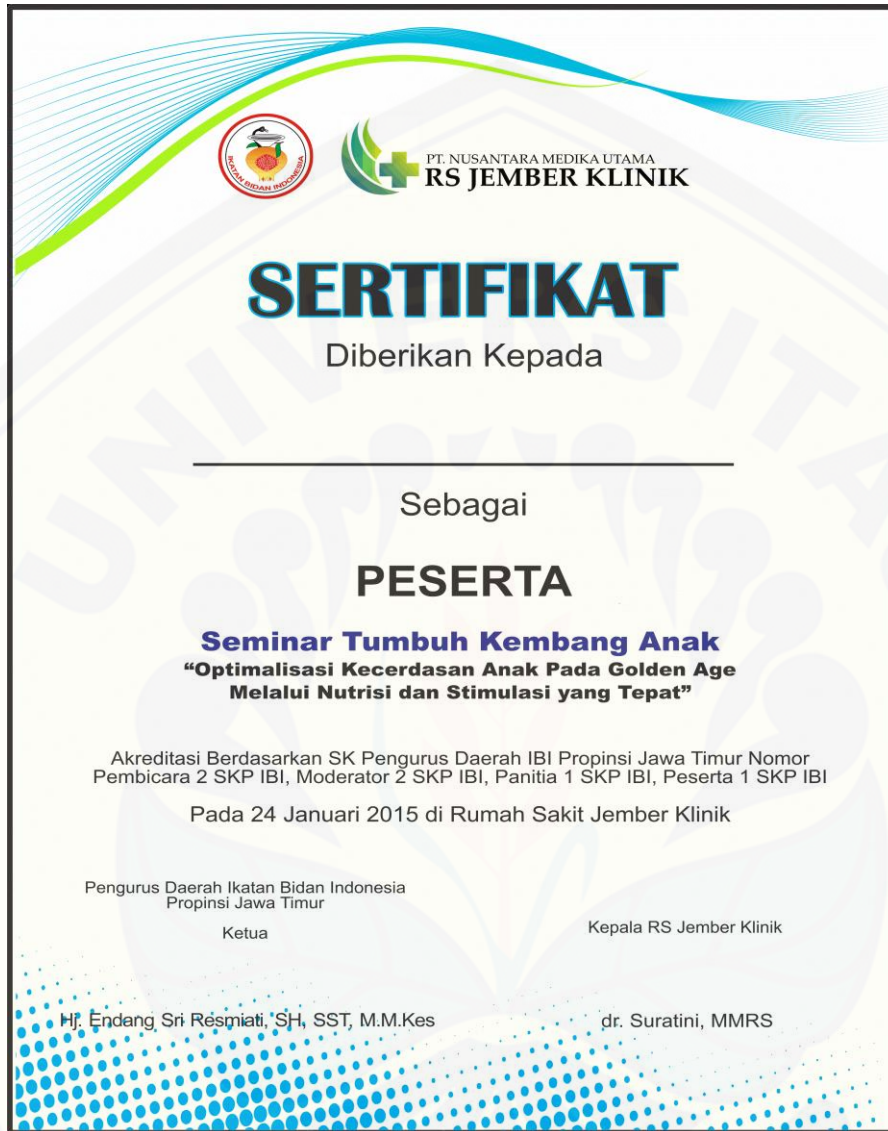 IKATAN BIDAN INDONESIA
PT. NUSANTARA MEDIKA UTAMA
RS JEMBER KLINIK
SERTIFIKAT
Diberikan Kepada
Sebagai
PESERTA
Seminar Tumbuh Kembang Anak
“Optimalisasi Kecerdasan Anak Pada Golden Age
Melalui Nutrisi dan Stimulasi yang Tepat”
Akreditasi Berdasarkan SK Pengurus Daerah IBI Propinsi Jawa Timur Nomor
Pembicara 2 SKP IBI, Moderator 2 SKP IBI, Panitia 1 SKP IBI, Peserta 1 SKP IBI
Pada 24 Januari 2015 di Rumah Sakit Jember Klinik
Pengurus Daerah Ikatan Bidan Indonesia
Propinsi Jawa Timur
Ketua
Kepala RS Jember Klinik
Hj. Endang Sri Resmiati, SH, SST, M.M.Kes
dr. Suratini, MMRS
UNIVERSITAS